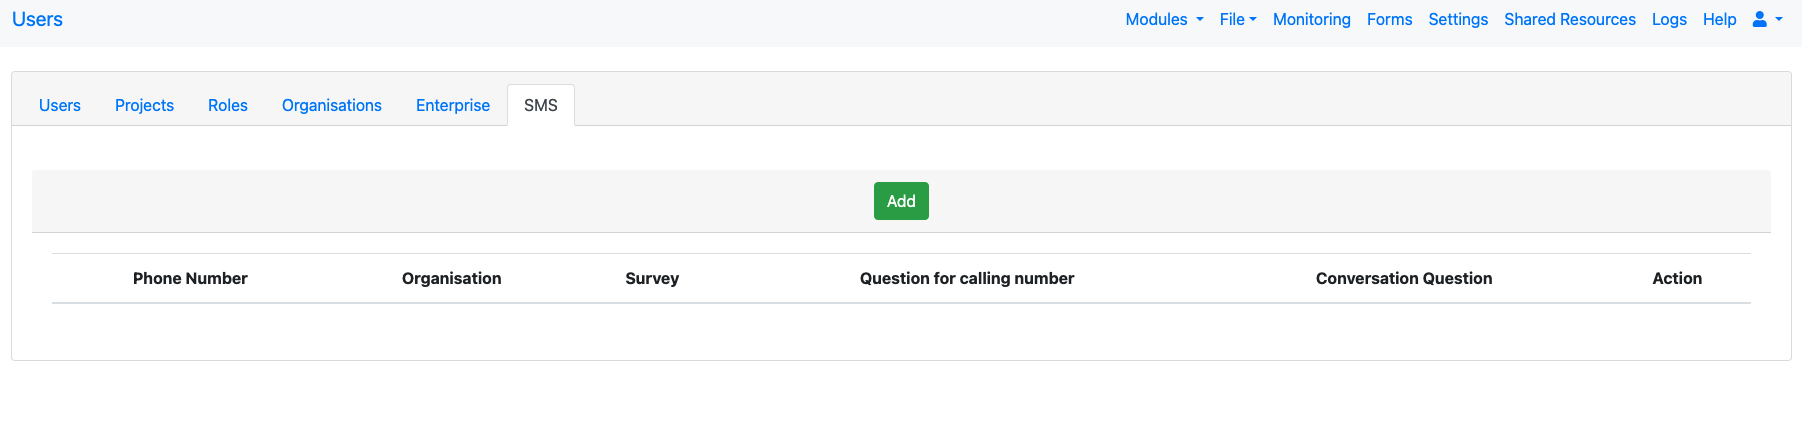 Users Modules File Monitoring Forms Settings Shared Resources Logs Help
Users Projects Roles Organisations Enterprise SMS
Add
Phone Number Organisation Survey Question for calling number Conversation Question Action